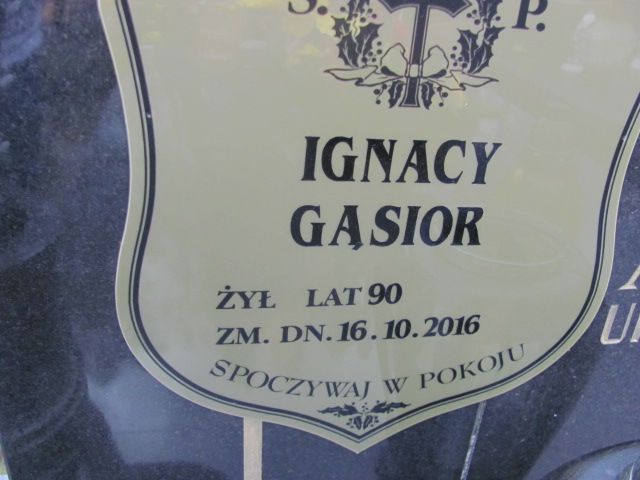 Ś. P.
IGNACY
GĄSIOR
ŻYŁ LAT 90
ZM. DN. 16.10.2016
SPOCZYWAJ W POKOJU